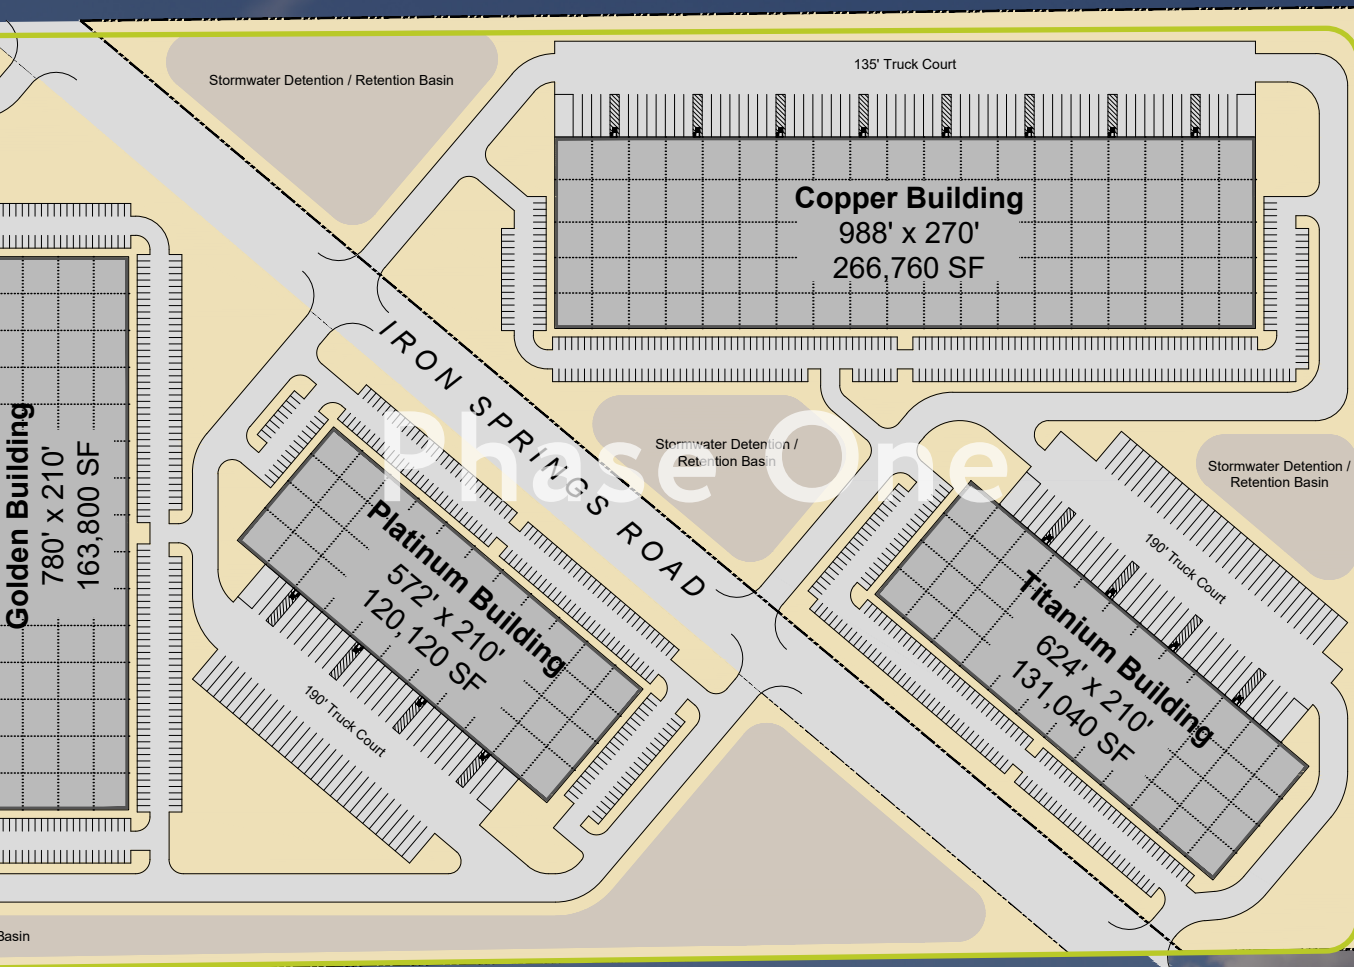 Stormwater Detention / Retention Basin
135' Truck Court
Copper Building
988' x 270'
266,760 SF
IRON SPRINGS ROAD
Phase One
Stormwater Detention /
Retention Basin
Stormwater Detention /
Retention Basin
Golden Building
780' x 210'
163,800 SF
Platinum Building
572' x 210'
120,120 SF
190' Truck Court
190' Truck Court
Titanium Building
624' x 210'
131,040 SF
Basin